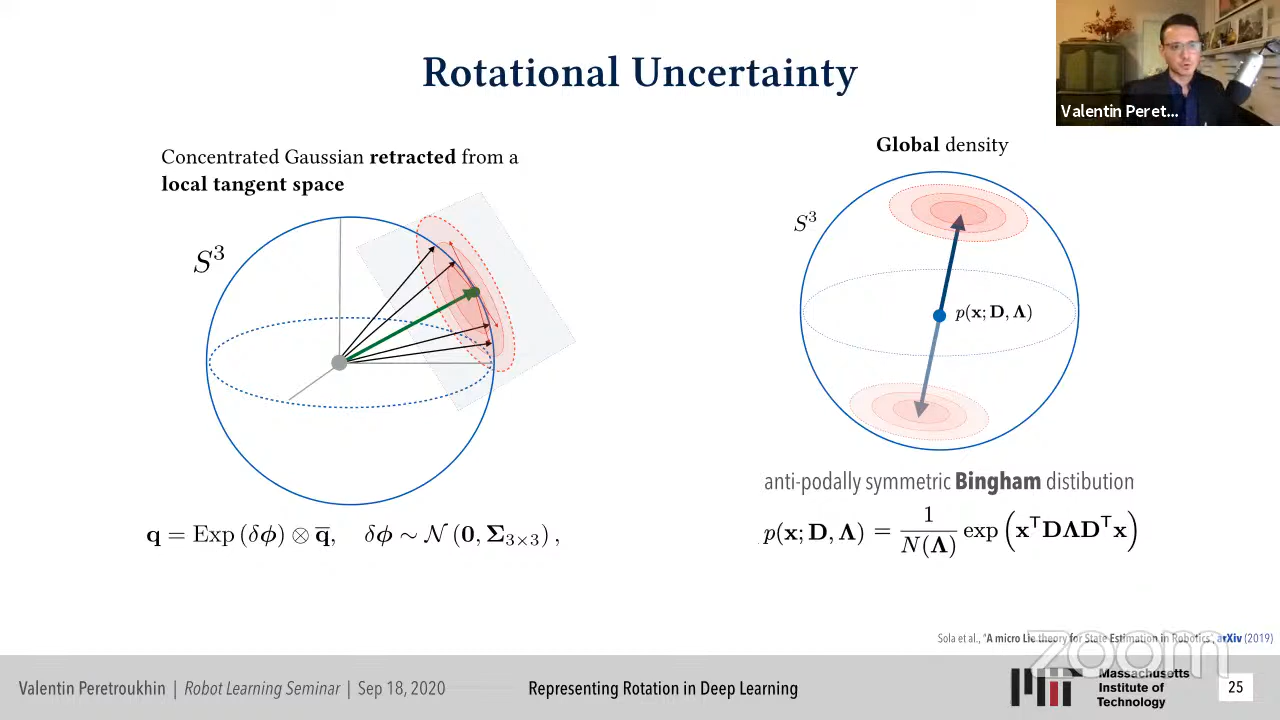 Rotational Uncertainty
Valentin Peret...
Concentrated Gaussian retracted from a
local tangent space
S³
q = Exp (δϕ) ⊗ q̅, δϕ ∼ 𝒩 (0, Σ₃ₓ₃) ,
Global density
S³
p(x; D, Λ)
anti-podally symmetric Bingham distibution
p(x; D, Λ) = 1/N(Λ) exp (xᵀDΛDᵀx)
Sola et al., "A micro Lie theory for State Estimation in Robotics", arXiv (2019)
zoom
Valentin Peretroukhin | Robot Learning Seminar | Sep 18, 2020
Representing Rotation in Deep Learning
Massachusetts
Institute of
Technology
25